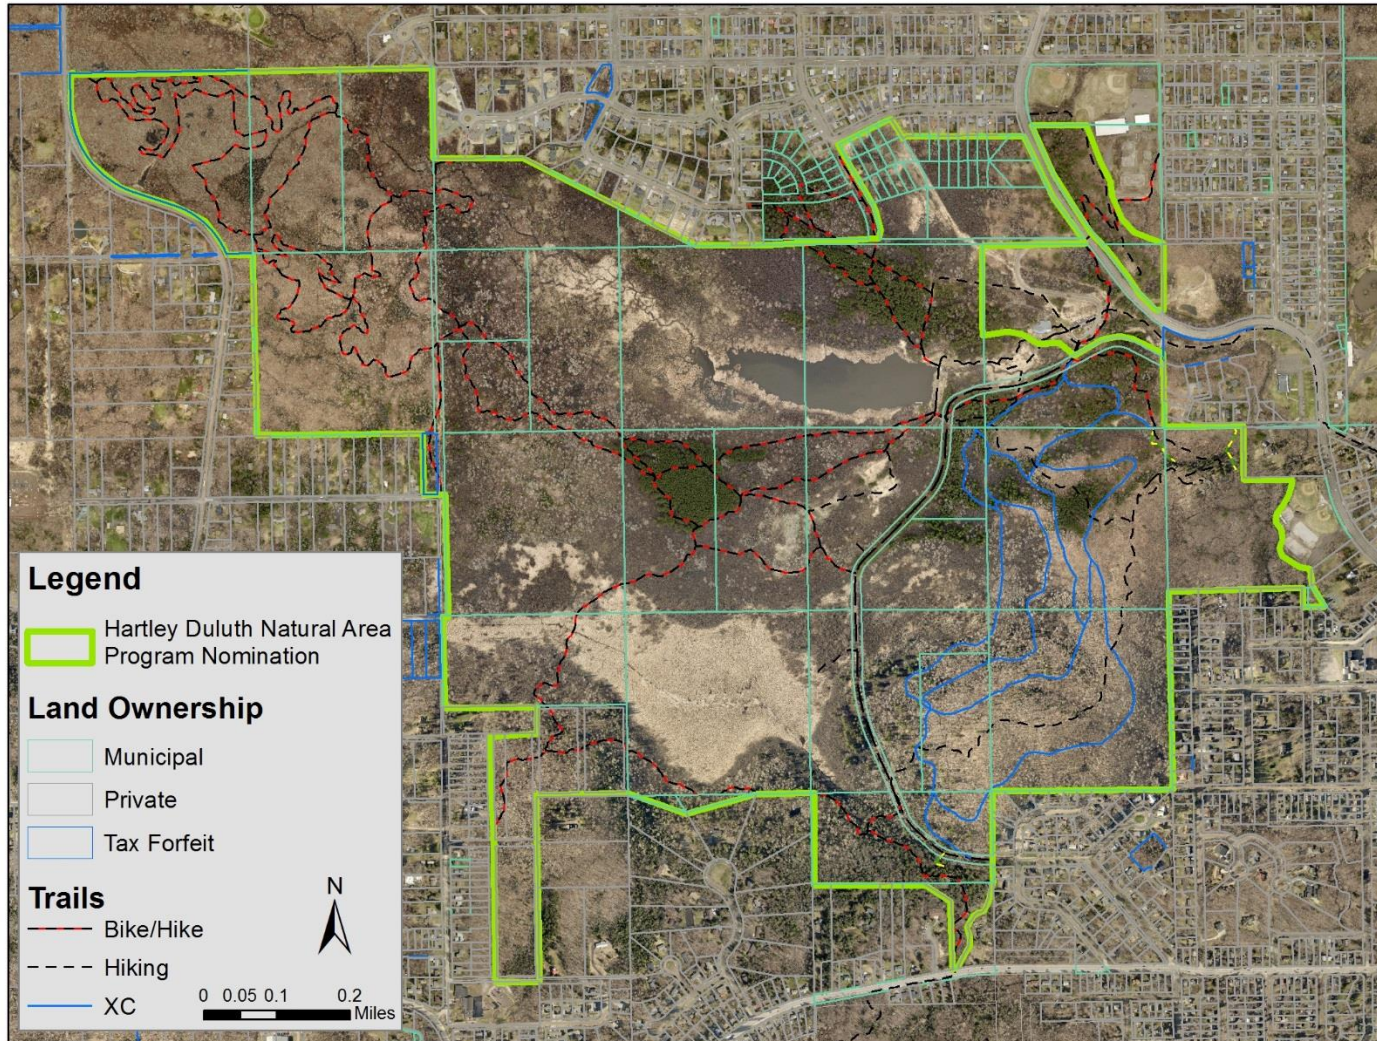 Legend
Hartley Duluth Natural Area
Program Nomination
Land Ownership
Municipal
Private
Tax Forfeit
Trails
Bike/Hike
Hiking
XC
N
0 0.05 0.1 0.2
Miles